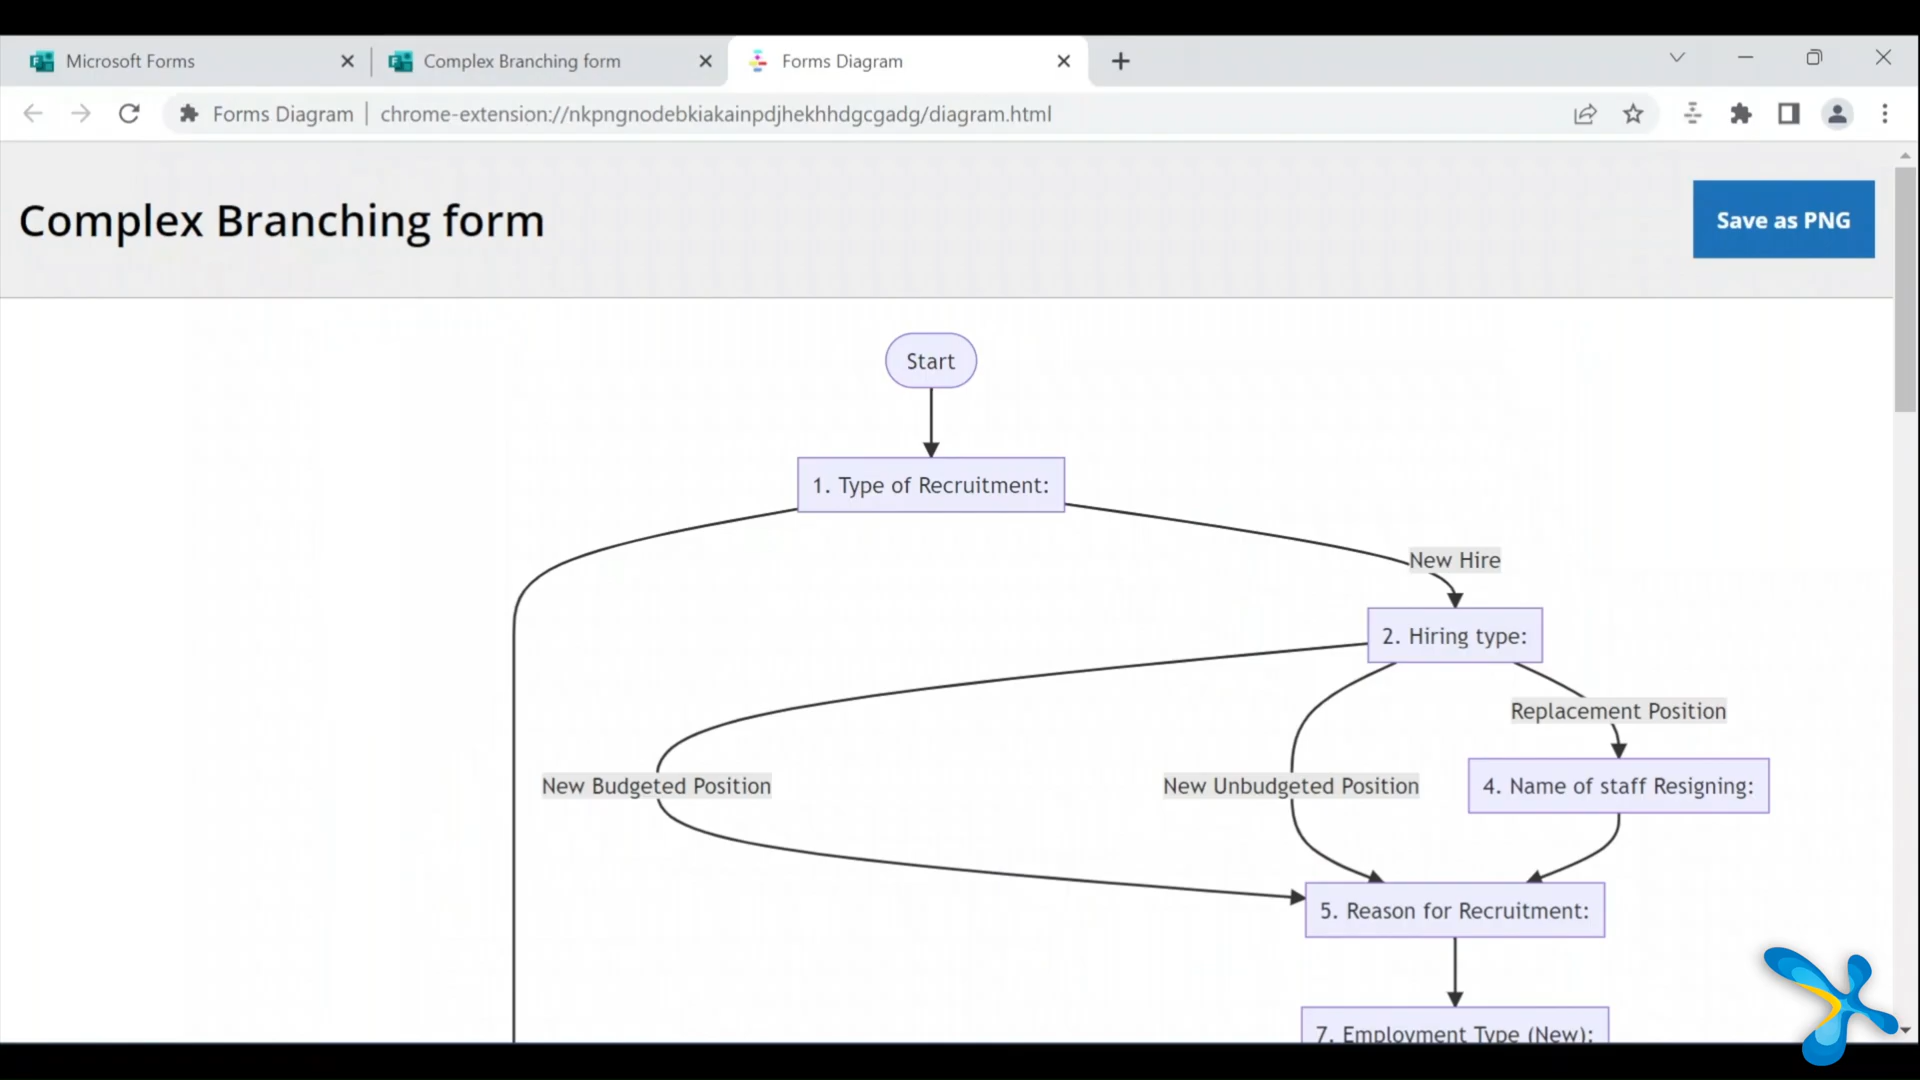 Microsoft Forms
Complex Branching form
Forms Diagram
Forms Diagram | chrome-extension://nkpngnodebkiakainpdjhekhhdgcgadg/diagram.html
Complex Branching form
Save as PNG
Start
1. Type of Recruitment:
New Hire
2. Hiring type:
Replacement Position
New Budgeted Position
New Unbudgeted Position
4. Name of staff Resigning:
5. Reason for Recruitment:
7. Employment Type (New):